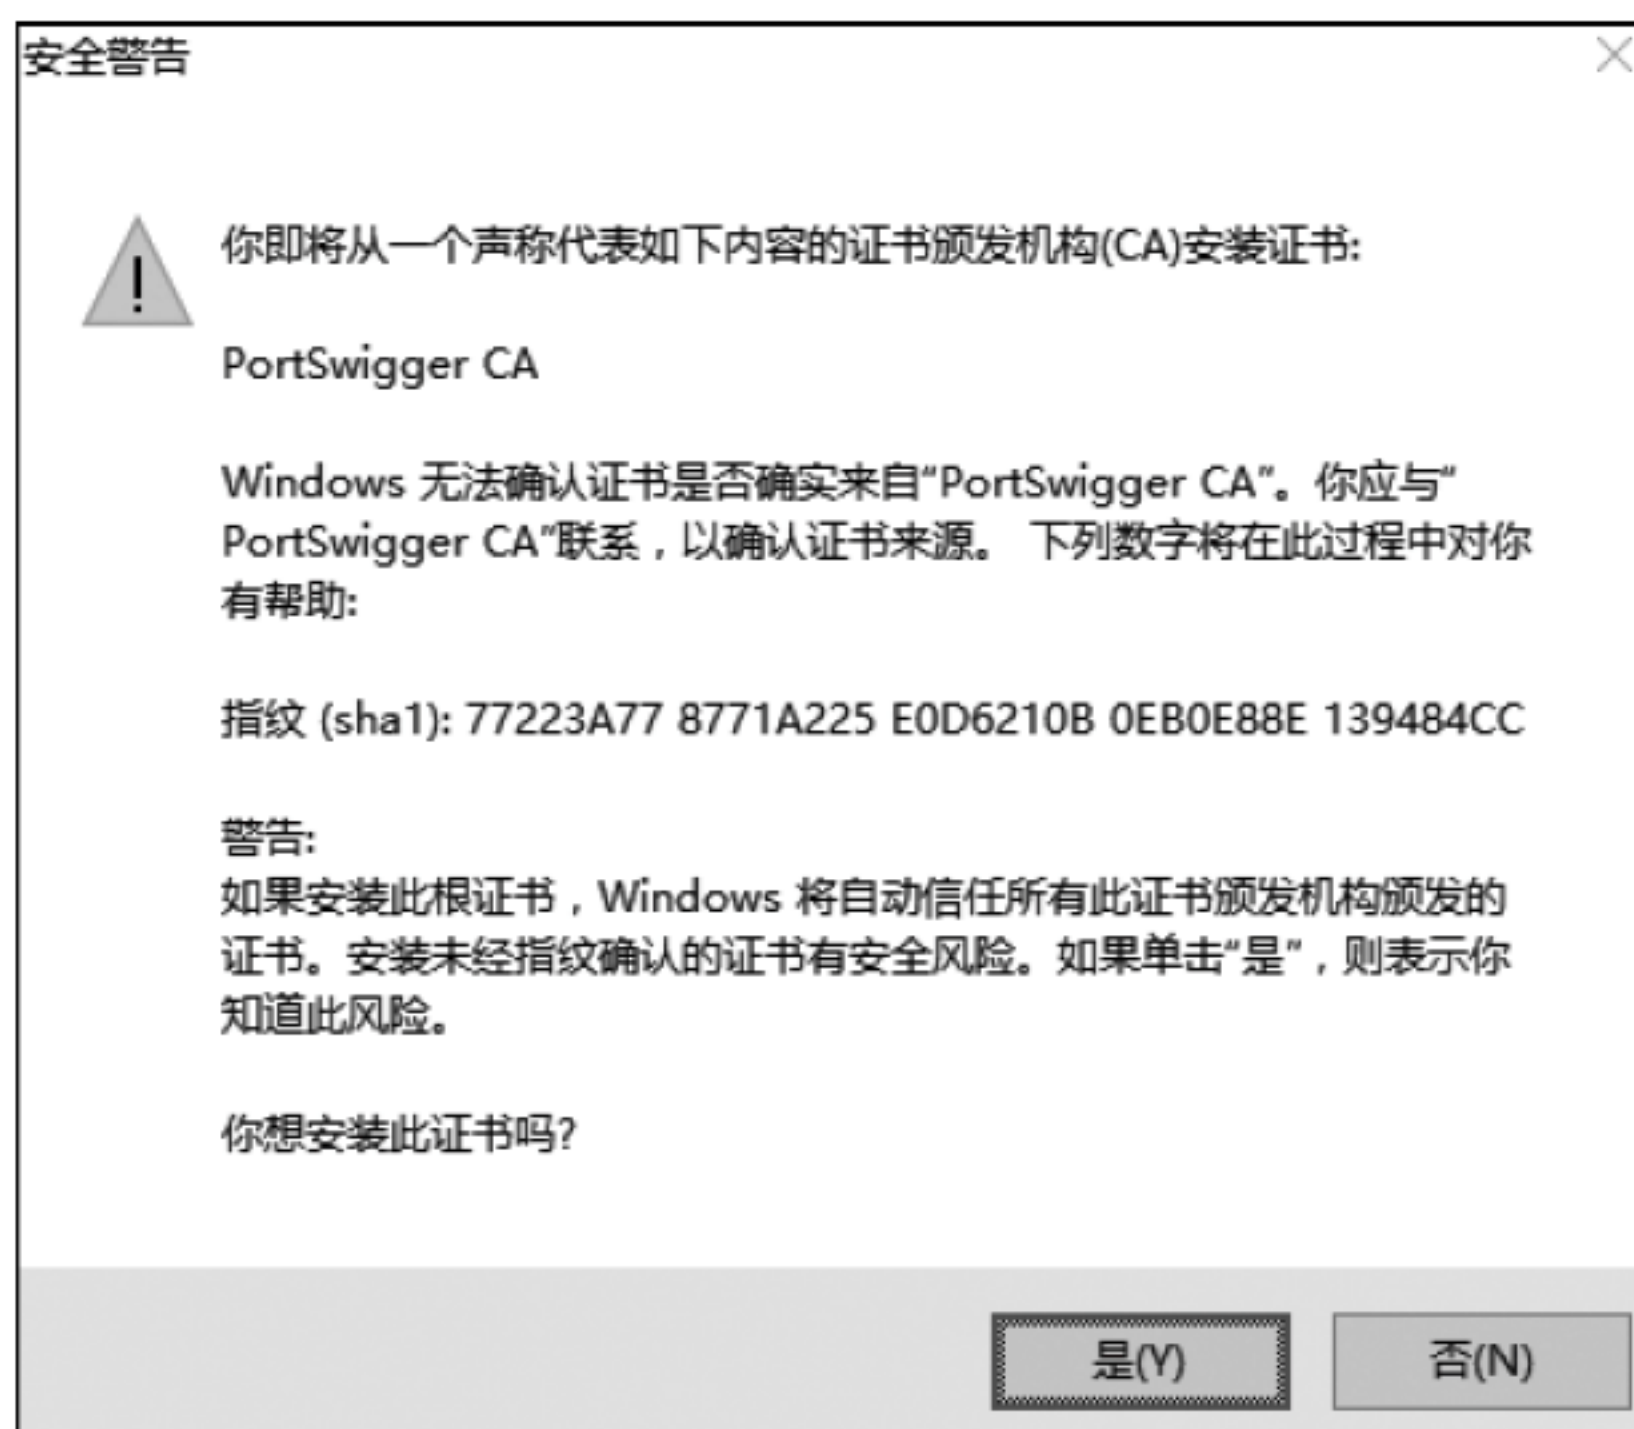 安全警告
你即将从一个声称代表如下内容的证书颁发机构(CA)安装证书:
PortSwigger CA
Windows 无法确认证书是否确实来自“PortSwigger CA”。你应与“
PortSwigger CA”联系，以确认证书来源。 下列数字将在此过程中对你
有帮助:
指纹 (sha1): 77223A77 8771A225 E0D6210B 0EB0E88E 139484CC
警告:
如果安装此根证书，Windows 将自动信任所有此证书颁发机构颁发的
证书。安装未经指纹确认的证书有安全风险。如果单击“是”，则表示你
知道此风险。
你想安装此证书吗?
是(Y) 否(N)